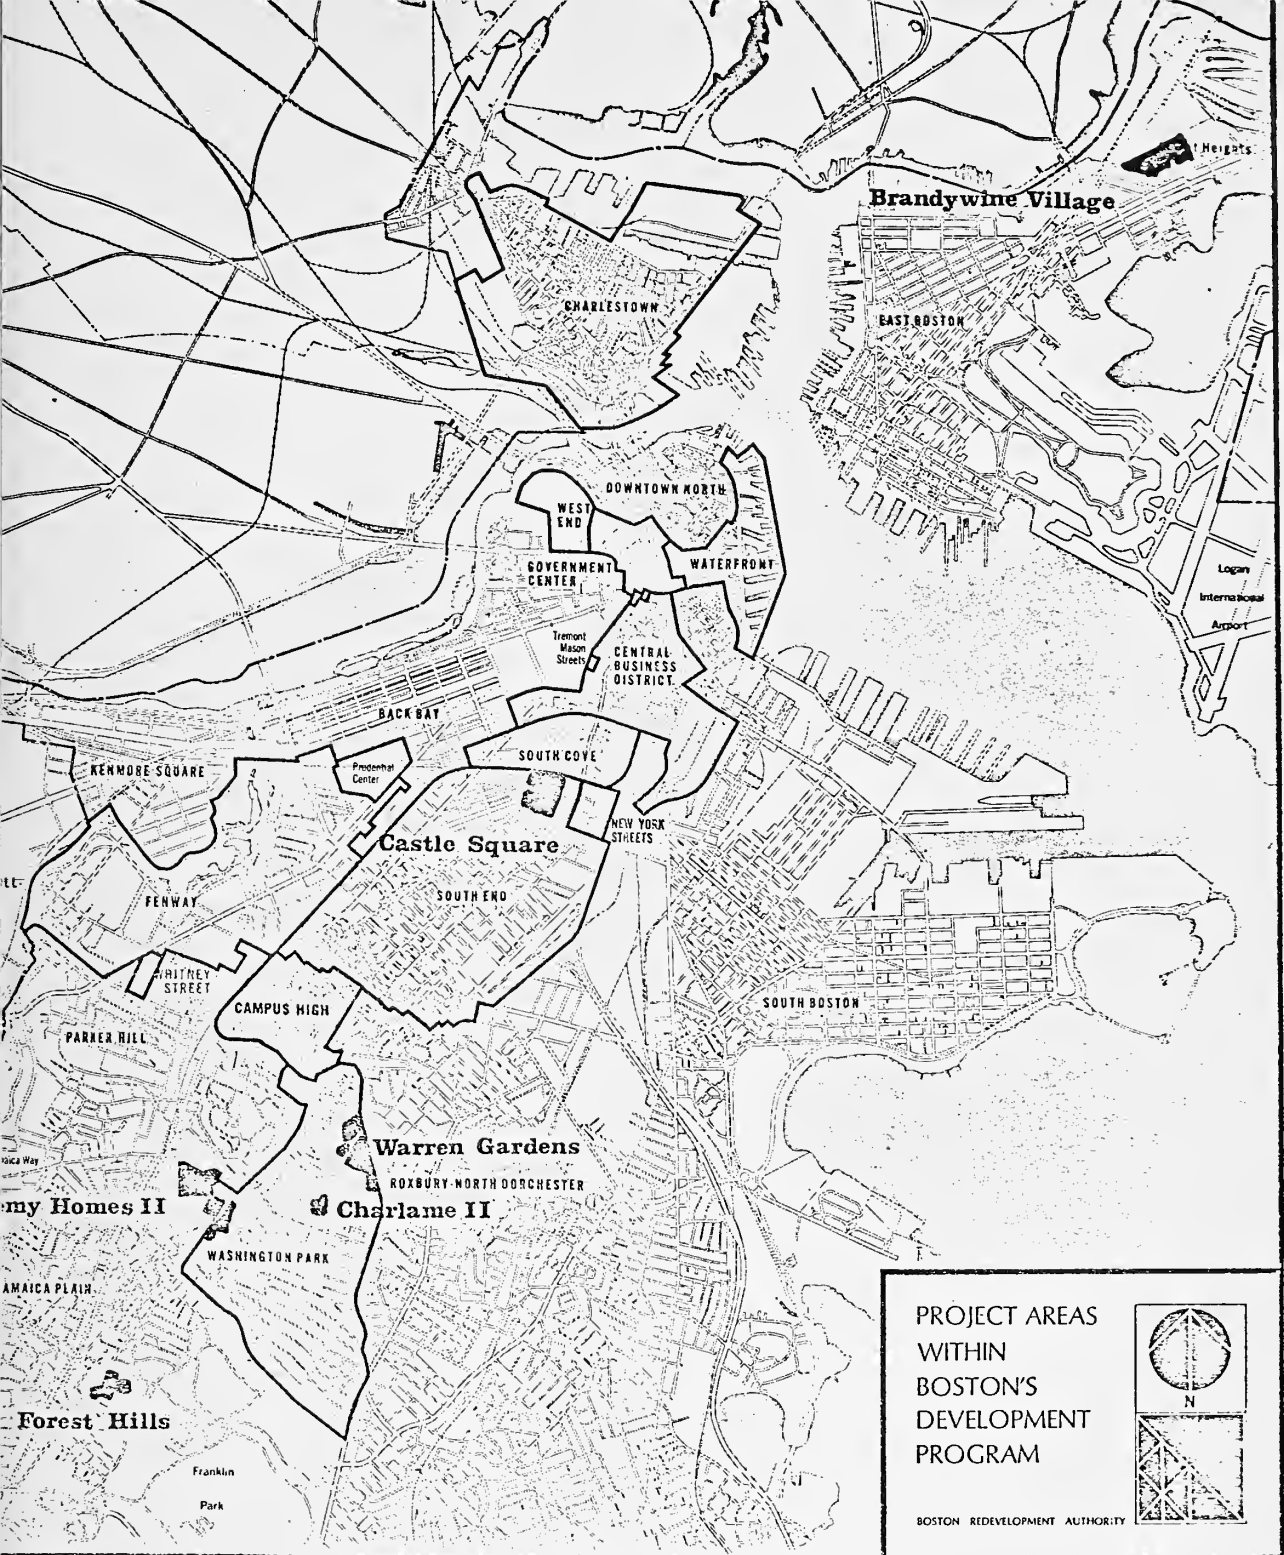 Heights
Brandywine Village
CHARLESTOWN
EAST BOSTON
DOWNTOWN NORTH
WEST
END
WATERFRONT
GOVERNMENT
CENTER
Logan
International
Airport
Tremont
Mason
Streets
CENTRAL
BUSINESS
DISTRICT
BACK BAY
SOUTH COVE
KENMORE SQUARE
Prudential
Center
NEW YORK
STREETS
Castle Square
SOUTH END
FENWAY
WHITNEY
STREET
CAMPUS HIGH
SOUTH BOSTON
PARKER HILL
Warren Gardens
Way
ROXBURY-NORTH DORCHESTER
my Homes II
Charlame II
WASHINGTON PARK
AMAICA PLAIN
Forest Hills
Franklin
Park
PROJECT AREAS
WITHIN
BOSTON'S
DEVELOPMENT
PROGRAM
N
BOSTON REDEVELOPMENT AUTHORITY